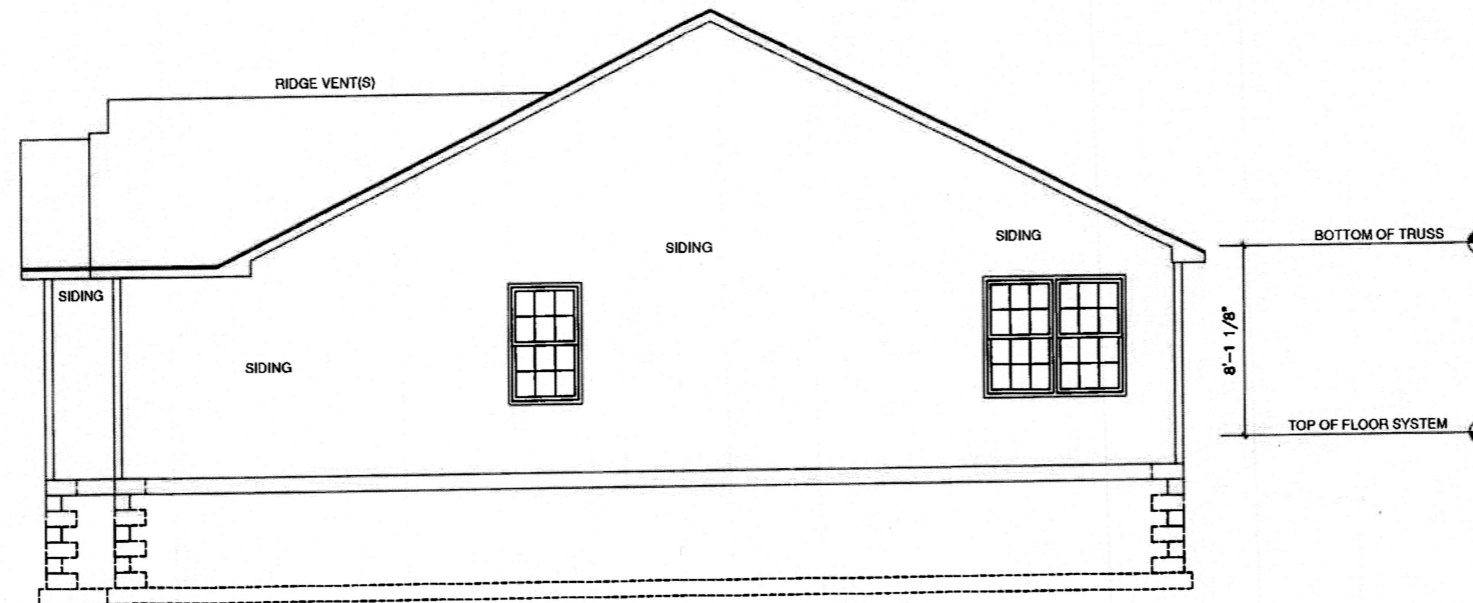 RIDGE VENT(S)
SIDING
SIDING
BOTTOM OF TRUSS
SIDING
8'-1 1/8"
SIDING
TOP OF FLOOR SYSTEM